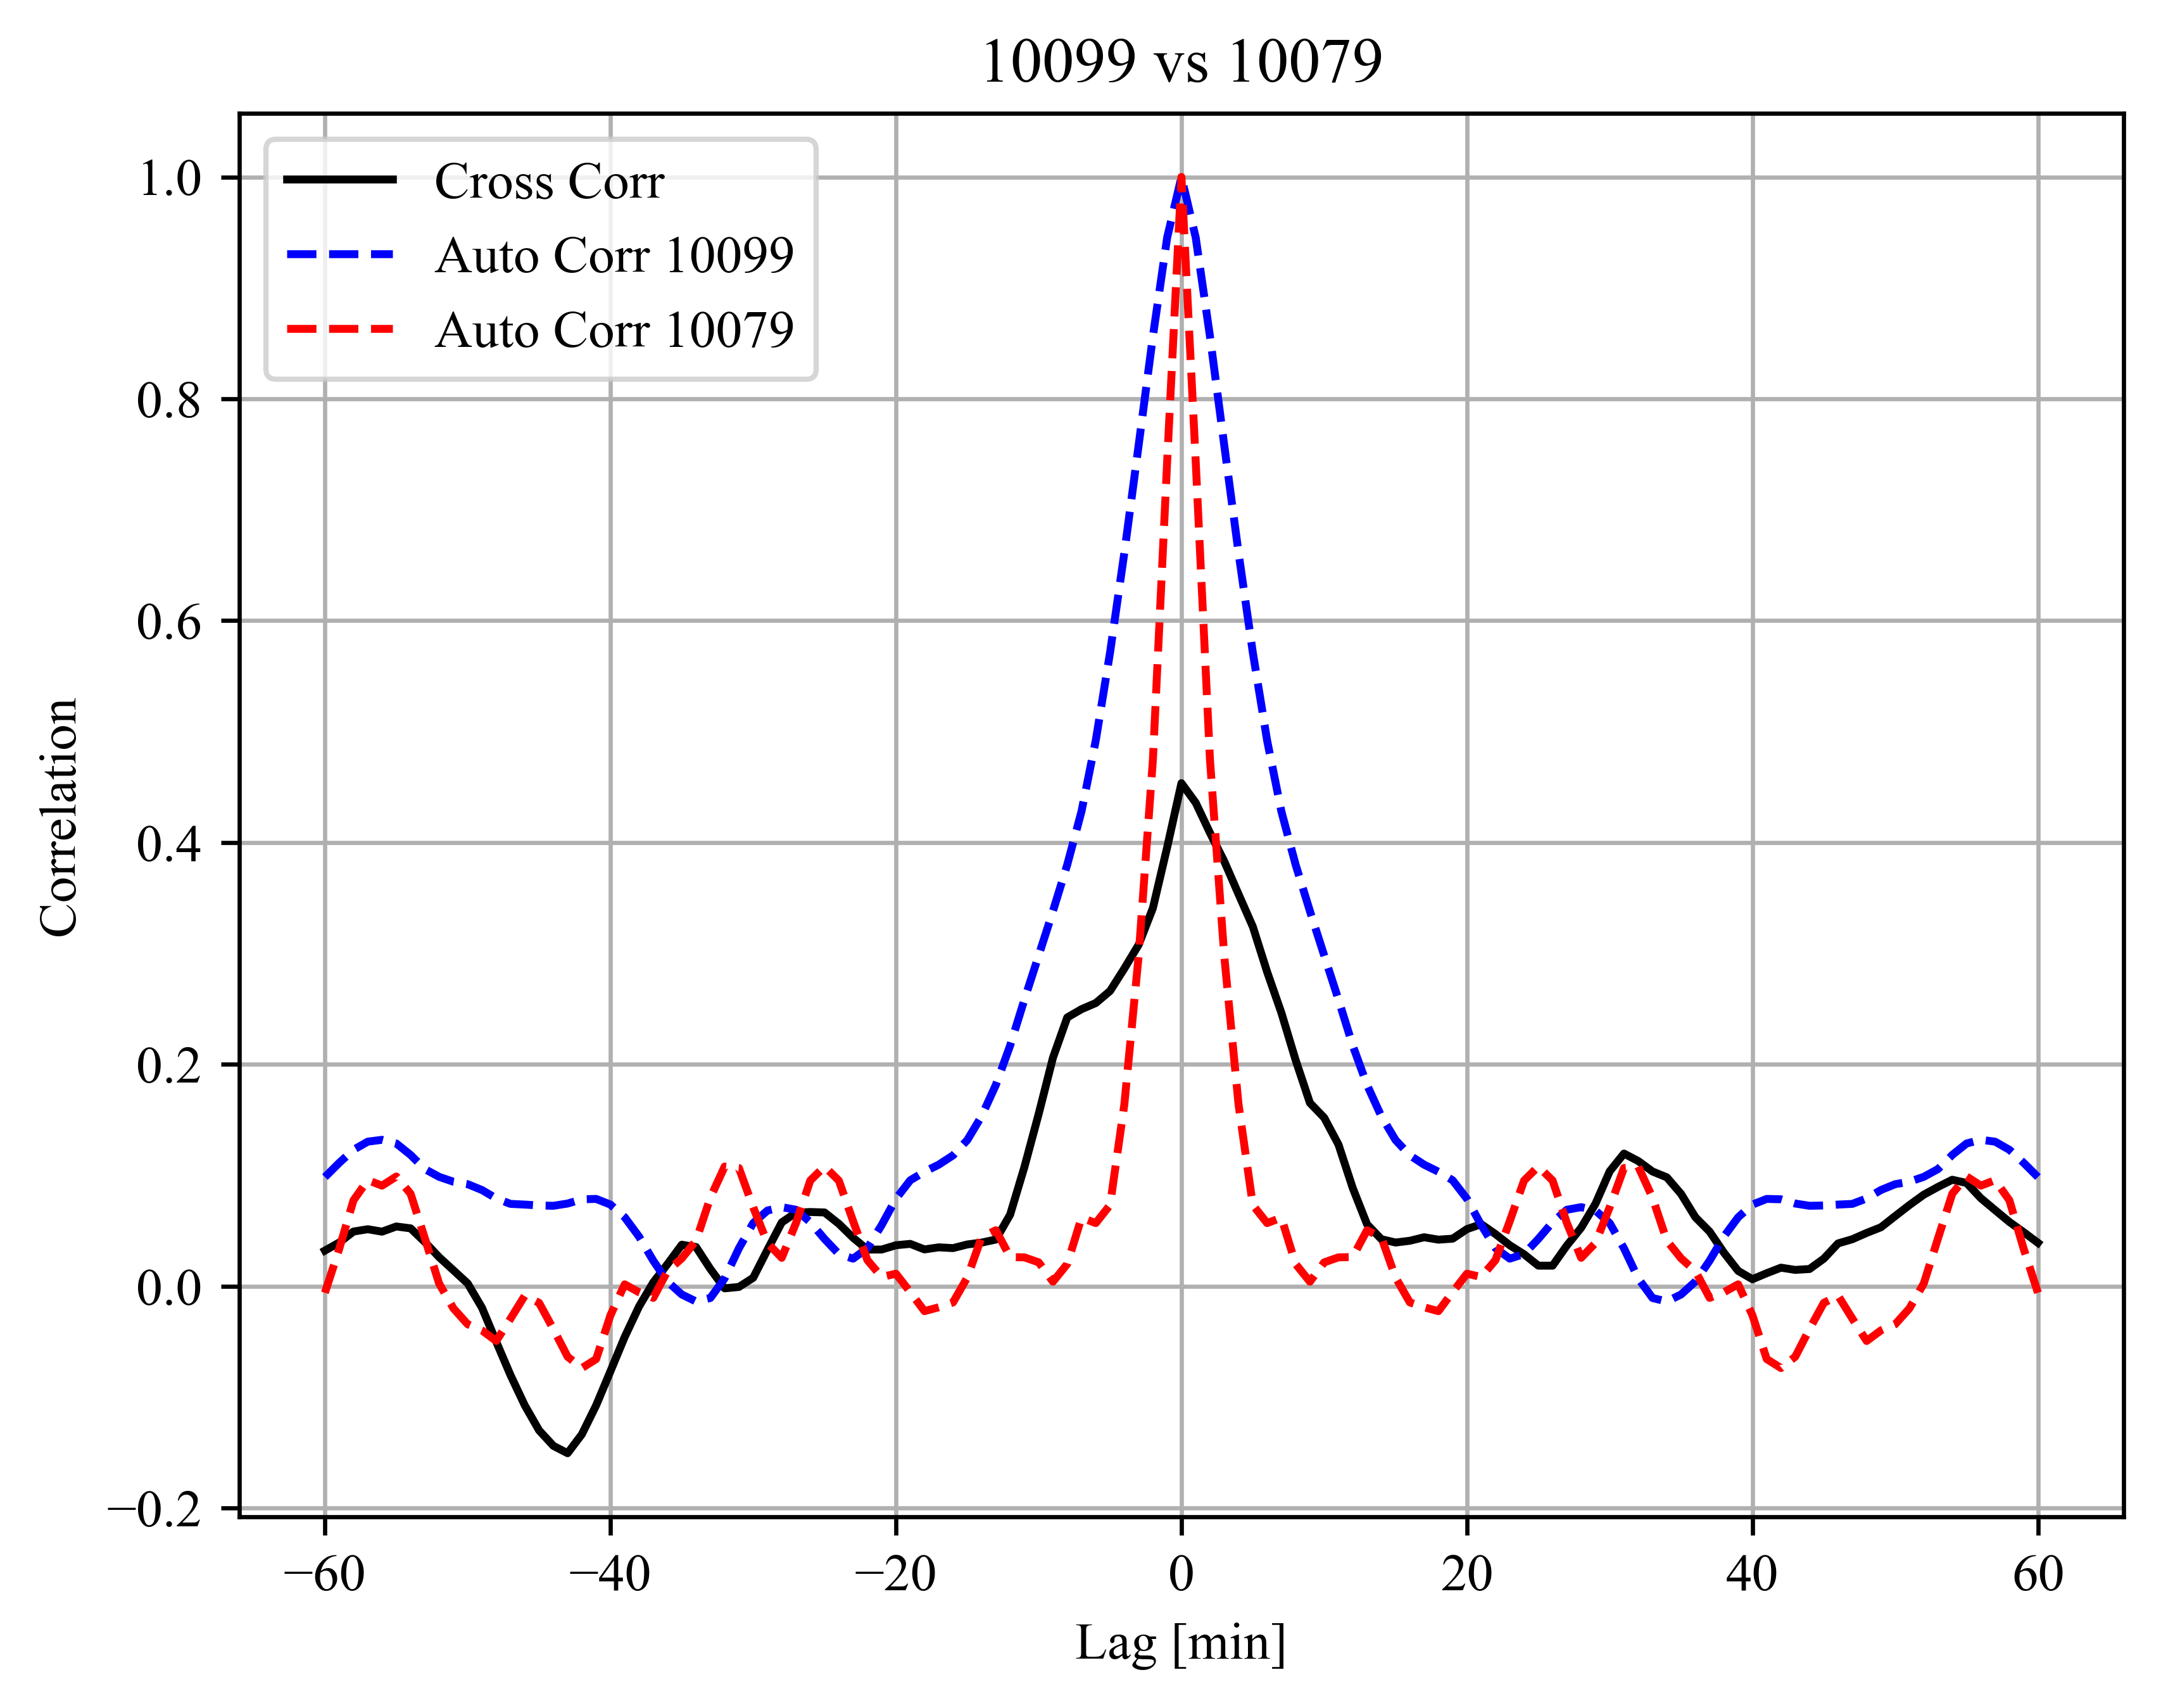 10099 vs 10079
Cross Corr
Auto Corr 10099
Auto Corr 10079
1.0
0.8
0.6
0.4
0.2
0.0
−0.2
Correlation
−60 −40 −20 0 20 40 60
Lag [min]